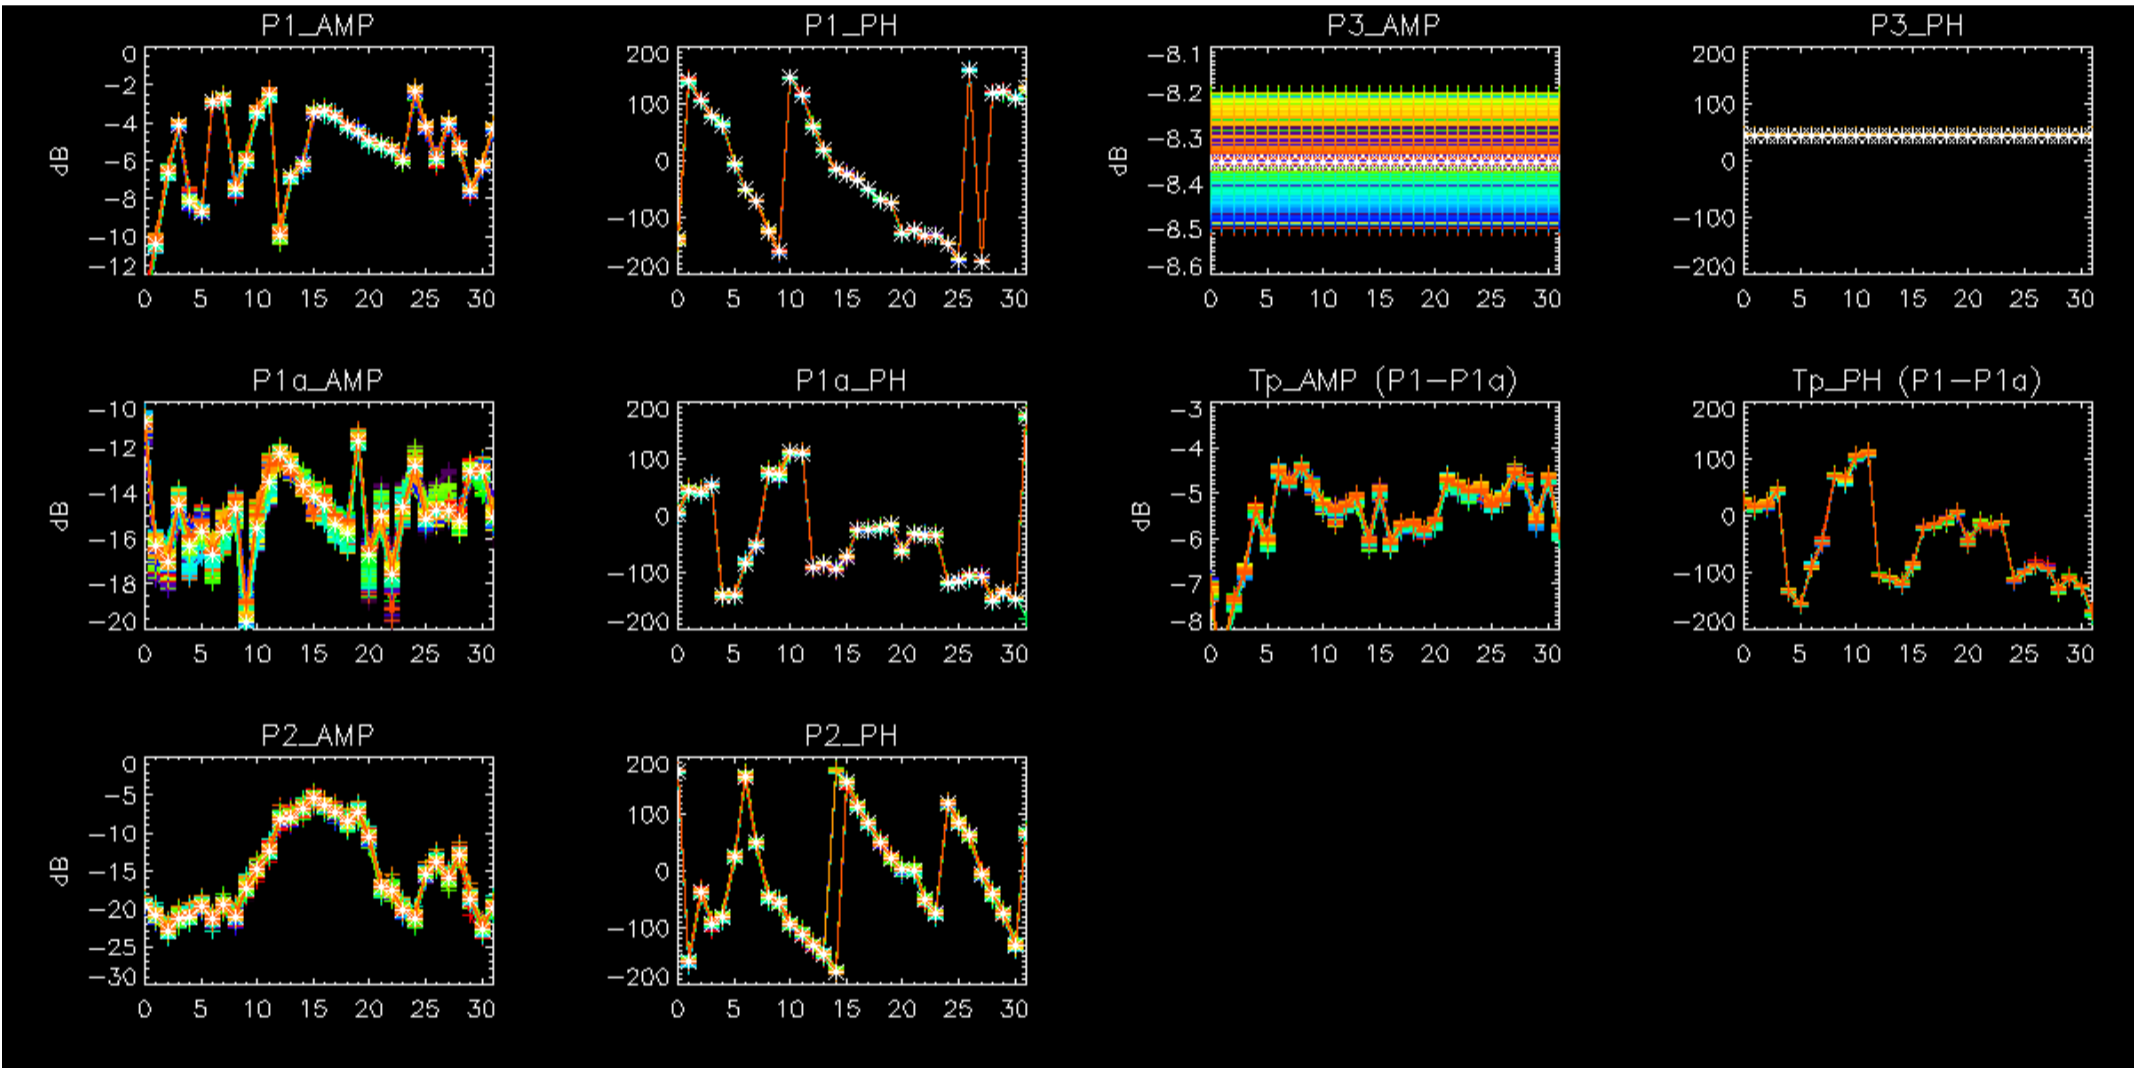 P1_AMP
P1_PH
P3_AMP
P3_PH
0
-2
-4
-6
-8
-10
-12
dB
0 5 10 15 20 25 30
200
100
0
-100
-200
0 5 10 15 20 25 30
-8.1
-8.2
-8.3
-8.4
-8.5
-8.6
dB
0 5 10 15 20 25 30
200
100
0
-100
-200
0 5 10 15 20 25 30
P1a_AMP
P1a_PH
Tp_AMP (P1-P1a)
Tp_PH (P1-P1a)
-10
-12
-14
-16
-18
-20
dB
0 5 10 15 20 25 30
200
100
0
-100
-200
0 5 10 15 20 25 30
-3
-4
-5
-6
-7
-8
dB
0 5 10 15 20 25 30
200
100
0
-100
-200
0 5 10 15 20 25 30
P2_AMP
P2_PH
0
-5
-10
-15
-20
-25
-30
dB
0 5 10 15 20 25 30
200
100
0
-100
-200
0 5 10 15 20 25 30